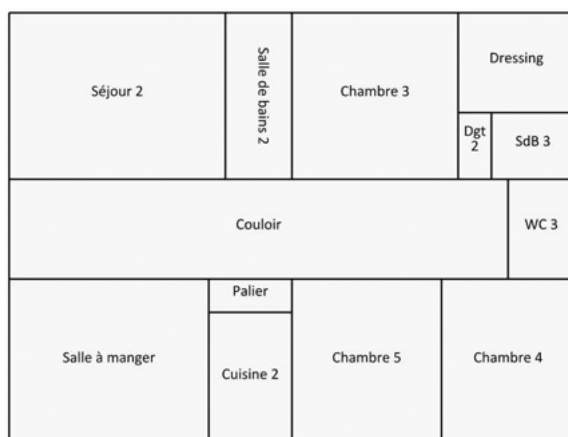 Séjour 2
Salle de bains 2
Chambre 3
Dressing
Dgt
2
SdB 3
Couloir
WC 3
Palier
Salle à manger
Cuisine 2
Chambre 5
Chambre 4